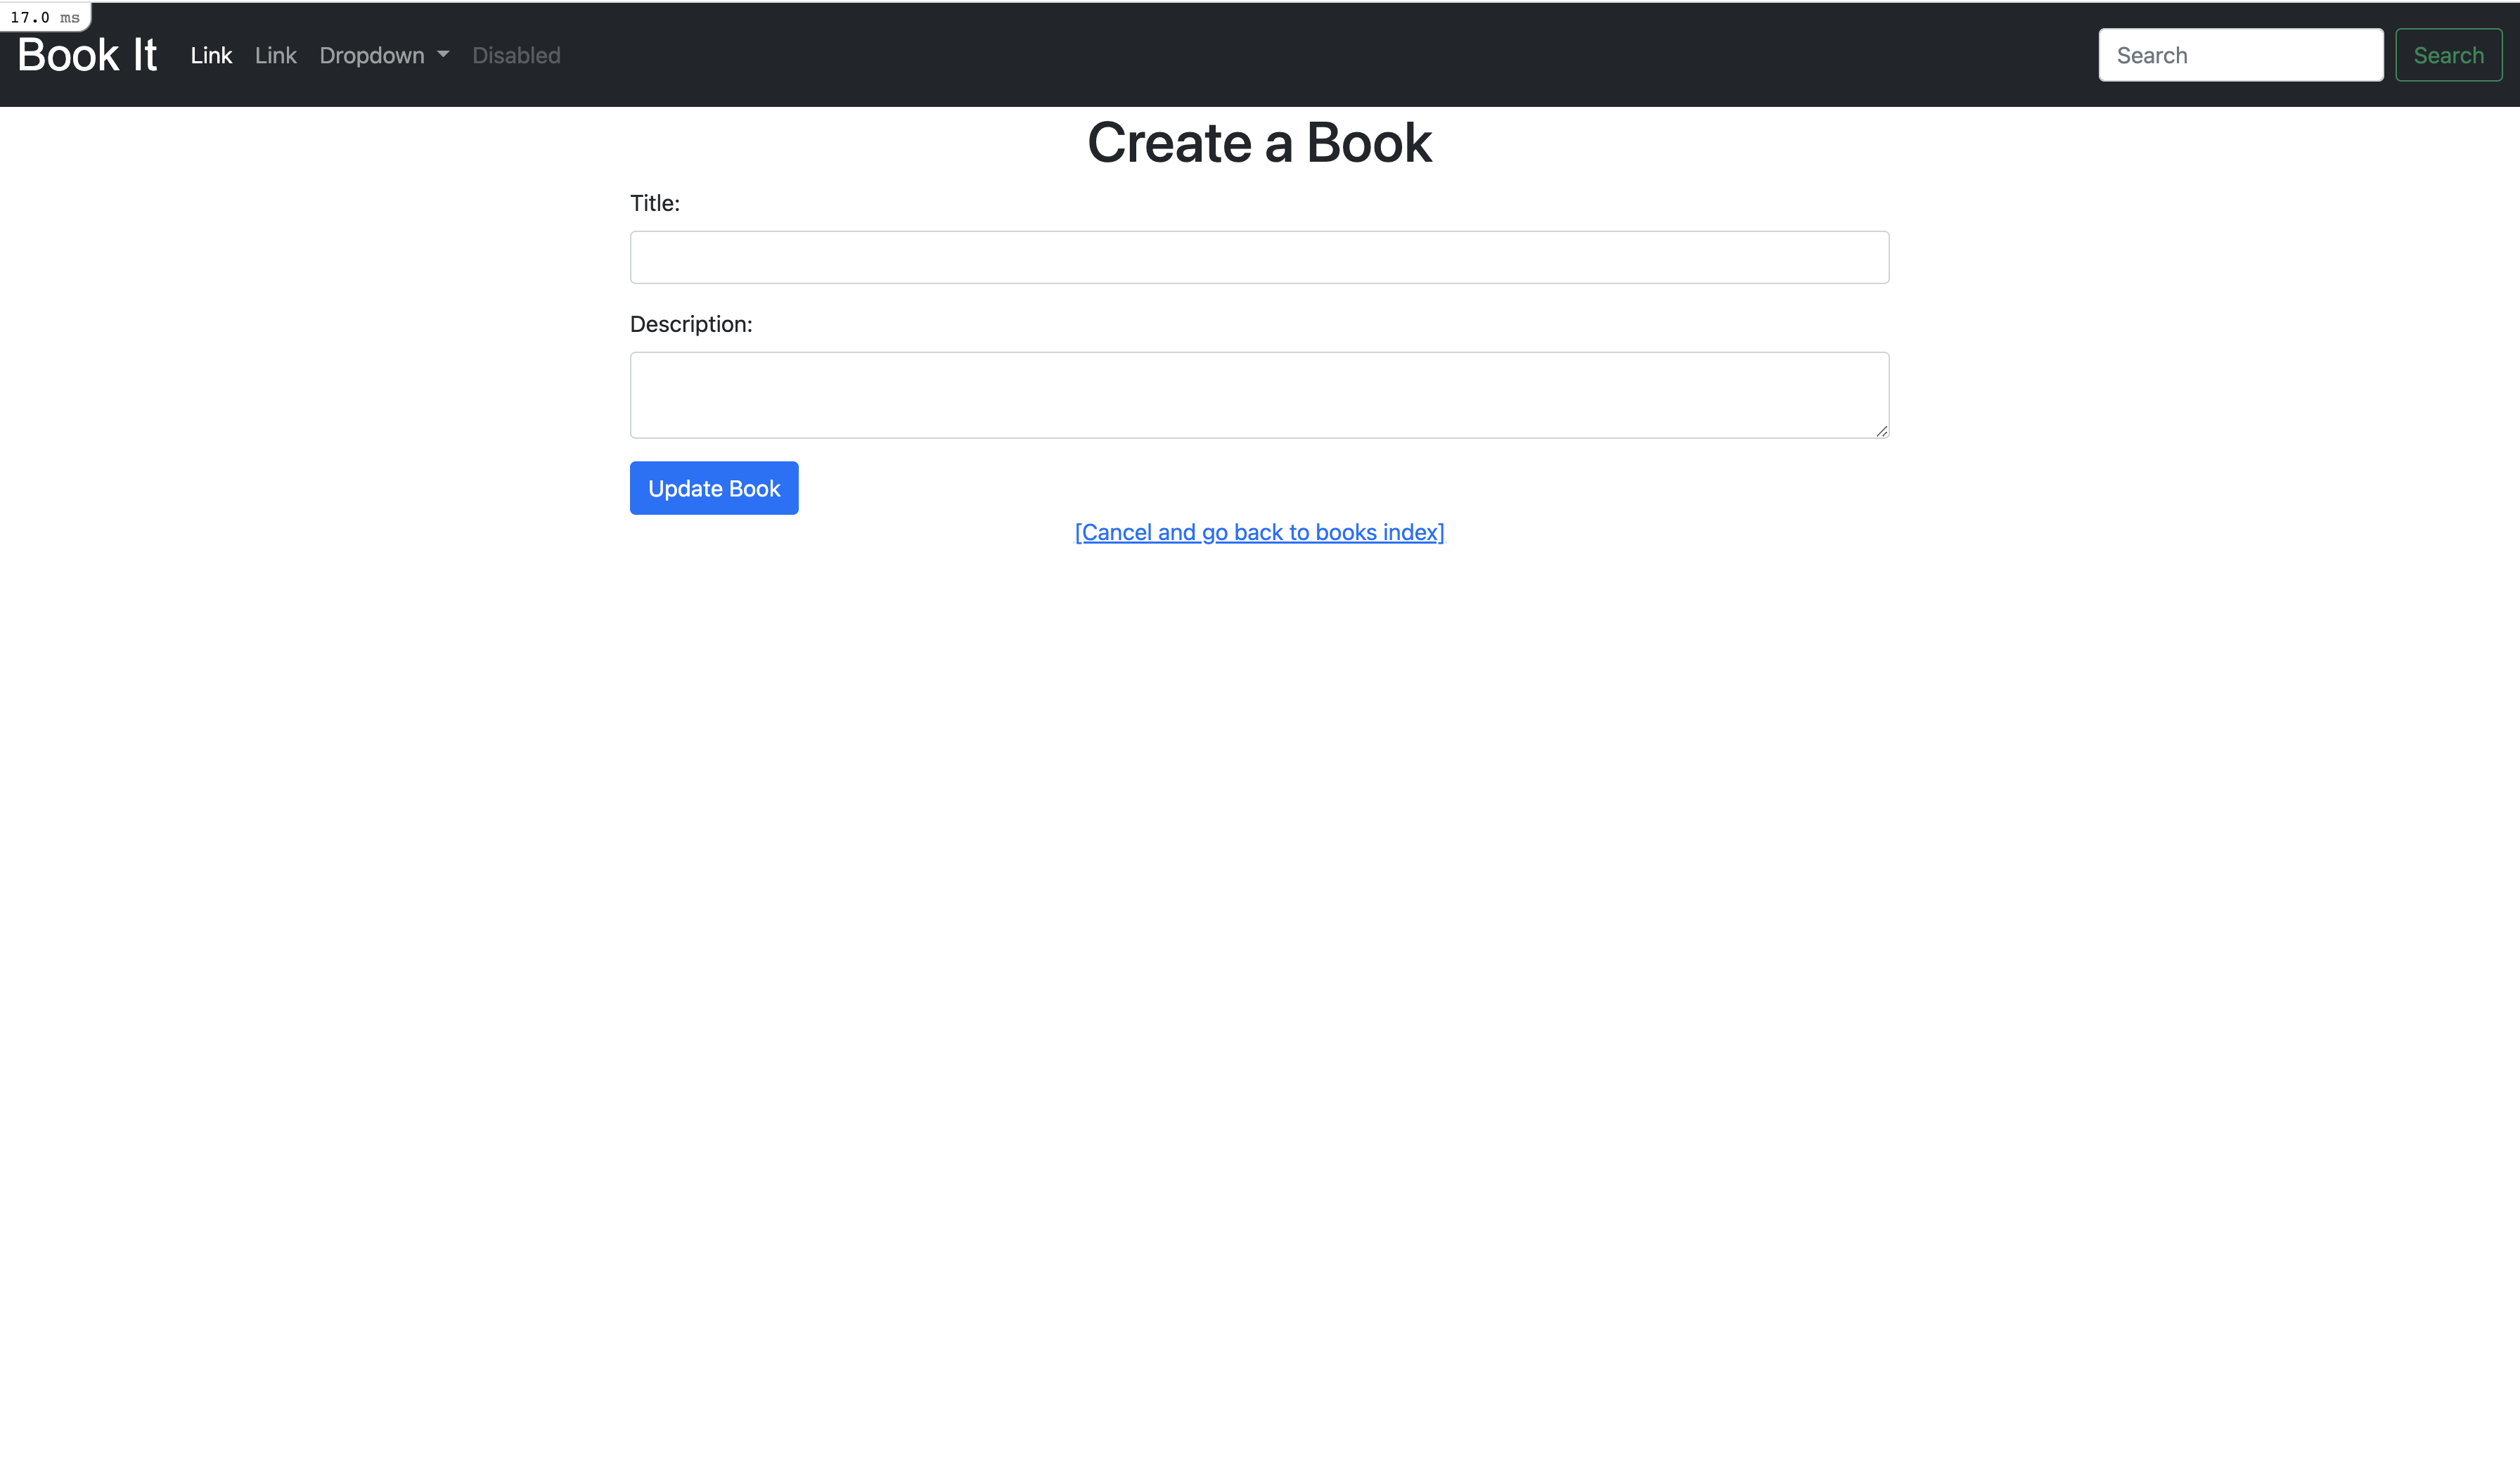 17.0 ms
Book It Link Link Dropdown Disabled Search Search
Create a Book
Title:
Description:
Update Book
[Cancel and go back to books index]